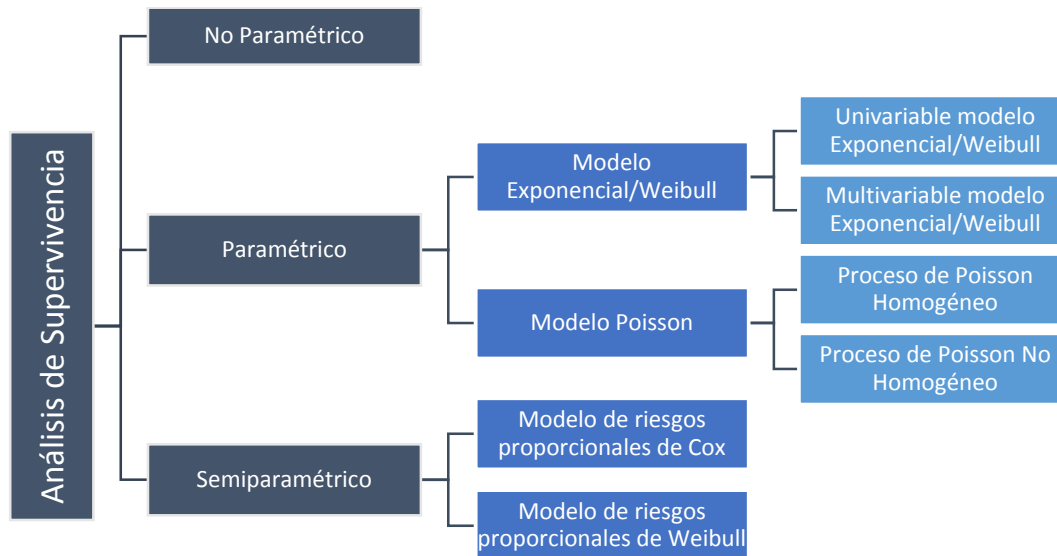 Análisis de Supervivencia
No Paramétrico
Paramétrico
Modelo
Exponencial/Weibull
Univariable modelo
Exponencial/Weibull
Multivariable modelo
Exponencial/Weibull
Modelo Poisson
Proceso de Poisson
Homogéneo
Proceso de Poisson No
Homogéneo
Semiparamétrico
Modelo de riesgos
proporcionales de Cox
Modelo de riesgos
proporcionales de Weibull